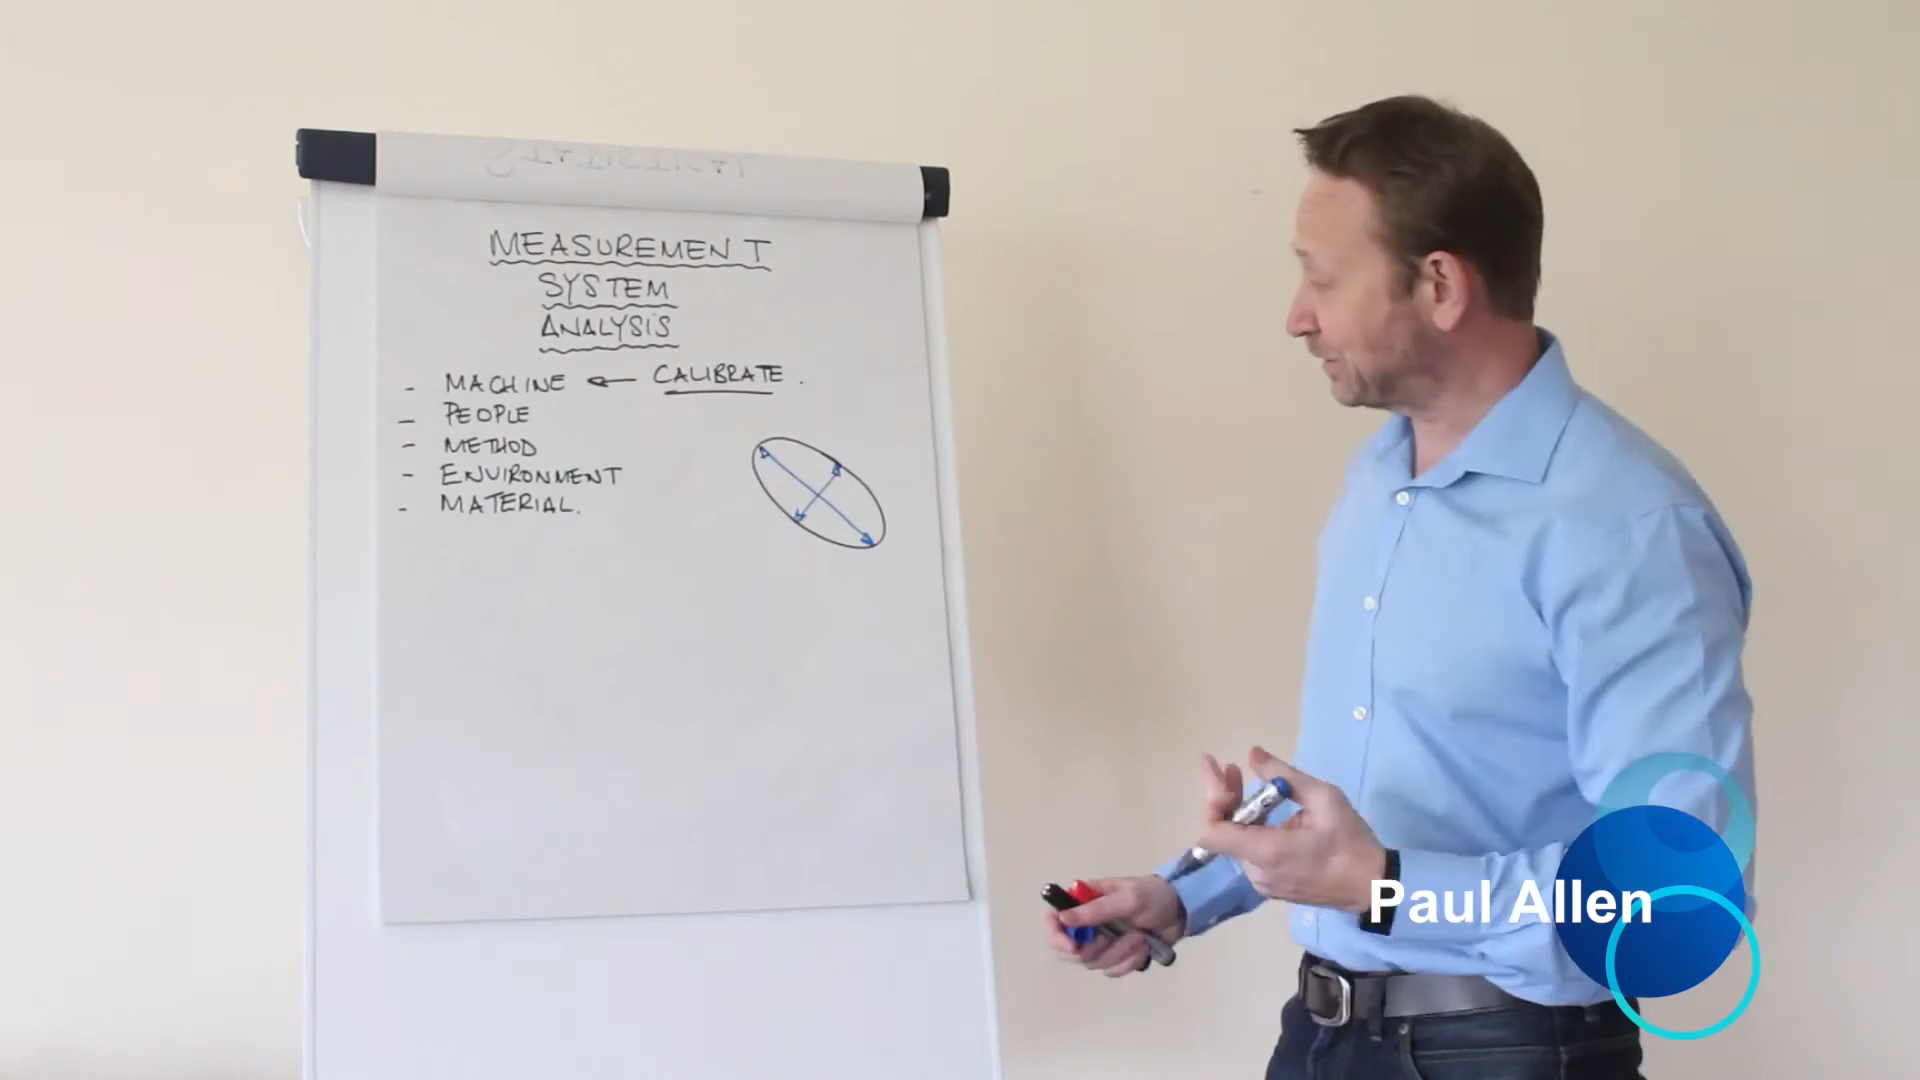 MEASUREMENT
SYSTEM
ANALYSIS
- MACHINE ← CALIBRATE.
- PEOPLE
- METHOD
- ENVIRONMENT
- MATERIAL.
Paul Allen